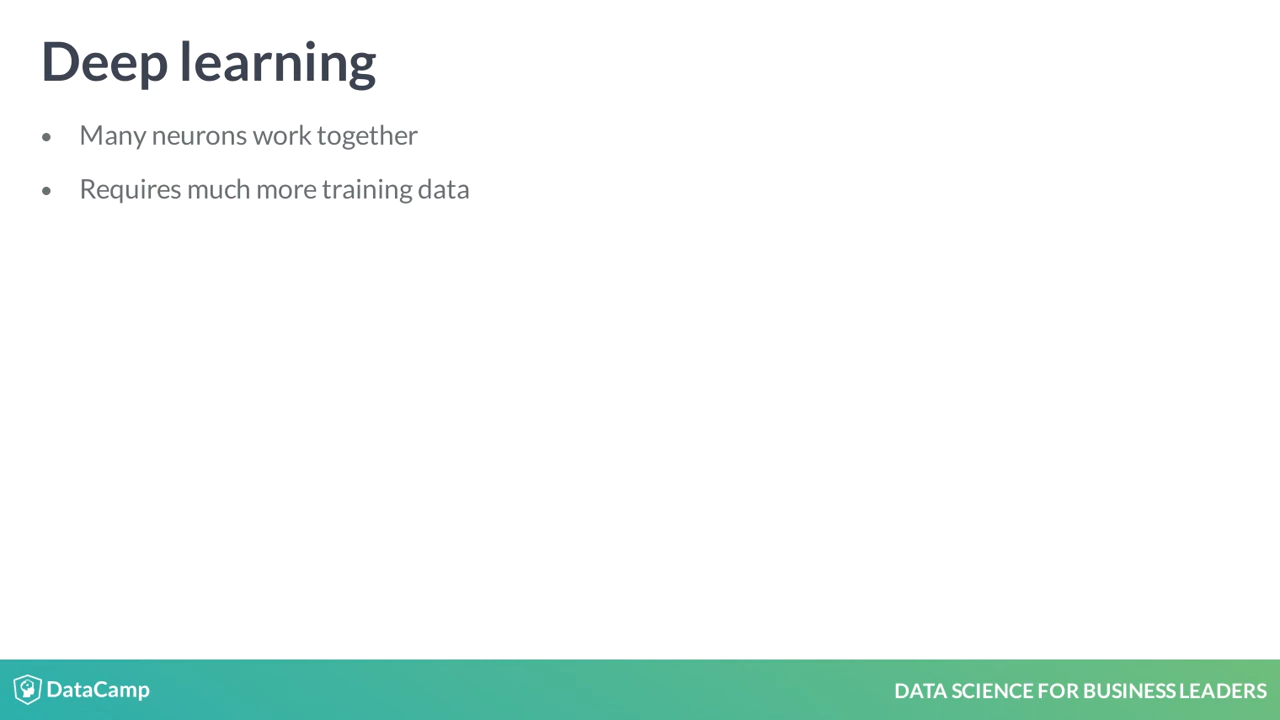 Deep learning
• Many neurons work together
• Requires much more training data
DataCamp
DATA SCIENCE FOR BUSINESS LEADERS